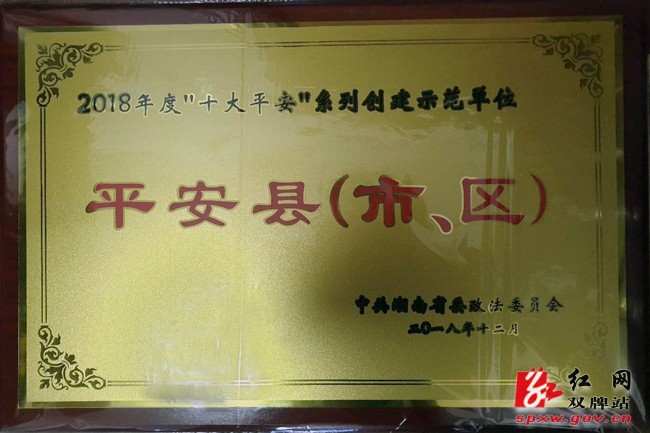 2018年度"十大平安"系列创建示范单位
平安县(市、区)
中共湖南省委政法委员会
二〇一八年十二月
红网
双牌站
spxw.gov.cn